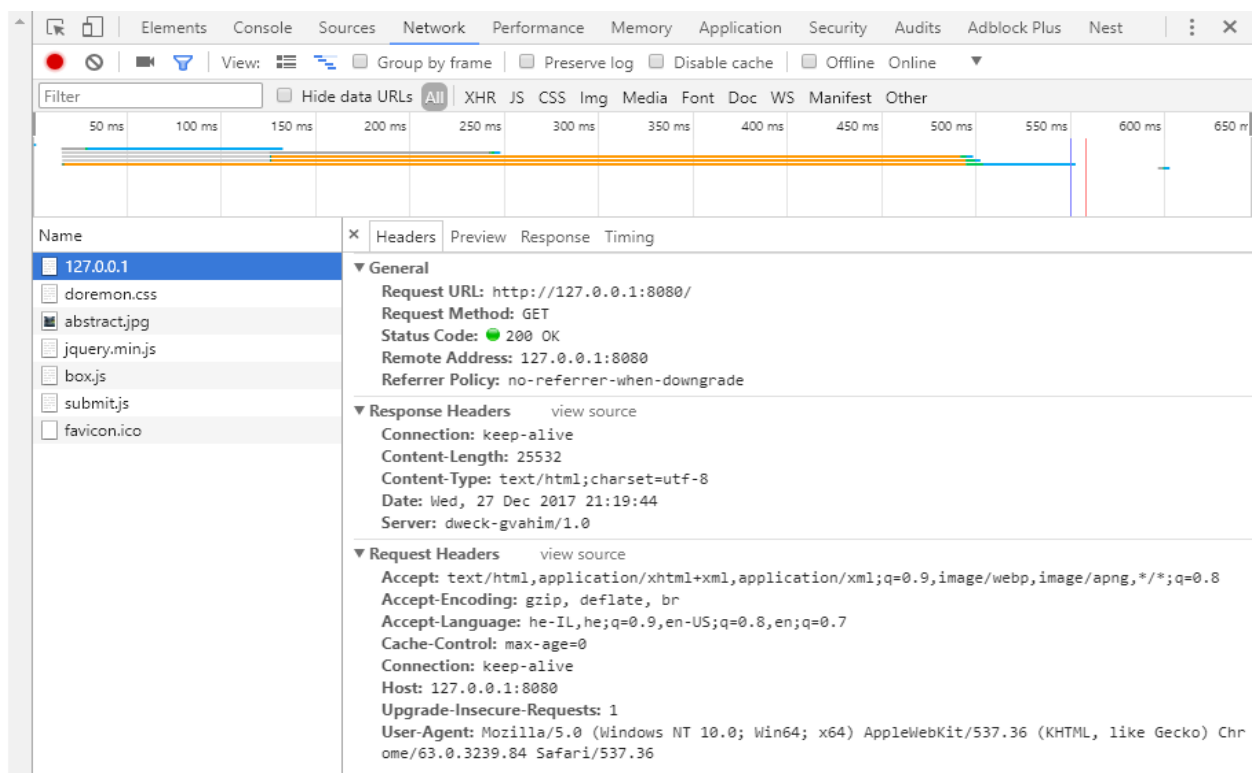 Elements Console Sources Network Performance Memory Application Security Audits Adblock Plus Nest
View: Group by frame Preserve log Disable cache Offline Online
Filter Hide data URLs All XHR JS CSS Img Media Font Doc WS Manifest Other
50 ms 100 ms 150 ms 200 ms 250 ms 300 ms 350 ms 400 ms 450 ms 500 ms 550 ms 600 ms 650 m
Name
127.0.0.1
doremon.css
abstract.jpg
jquery.min.js
box.js
submit.js
favicon.ico
× Headers Preview Response Timing
▼ General
Request URL: http://127.0.0.1:8080/
Request Method: GET
Status Code: 200 OK
Remote Address: 127.0.0.1:8080
Referrer Policy: no-referrer-when-downgrade
▼ Response Headers view source
Connection: keep-alive
Content-Length: 25532
Content-Type: text/html;charset=utf-8
Date: Wed, 27 Dec 2017 21:19:44
Server: dweck-gvahim/1.0
▼ Request Headers view source
Accept: text/html,application/xhtml+xml,application/xml;q=0.9,image/webp,image/apng,*/*;q=0.8
Accept-Encoding: gzip, deflate, br
Accept-Language: he-IL,he;q=0.9,en-US;q=0.8,en;q=0.7
Cache-Control: max-age=0
Connection: keep-alive
Host: 127.0.0.1:8080
Upgrade-Insecure-Requests: 1
User-Agent: Mozilla/5.0 (Windows NT 10.0; Win64; x64) AppleWebKit/537.36 (KHTML, like Gecko) Chr
ome/63.0.3239.84 Safari/537.36